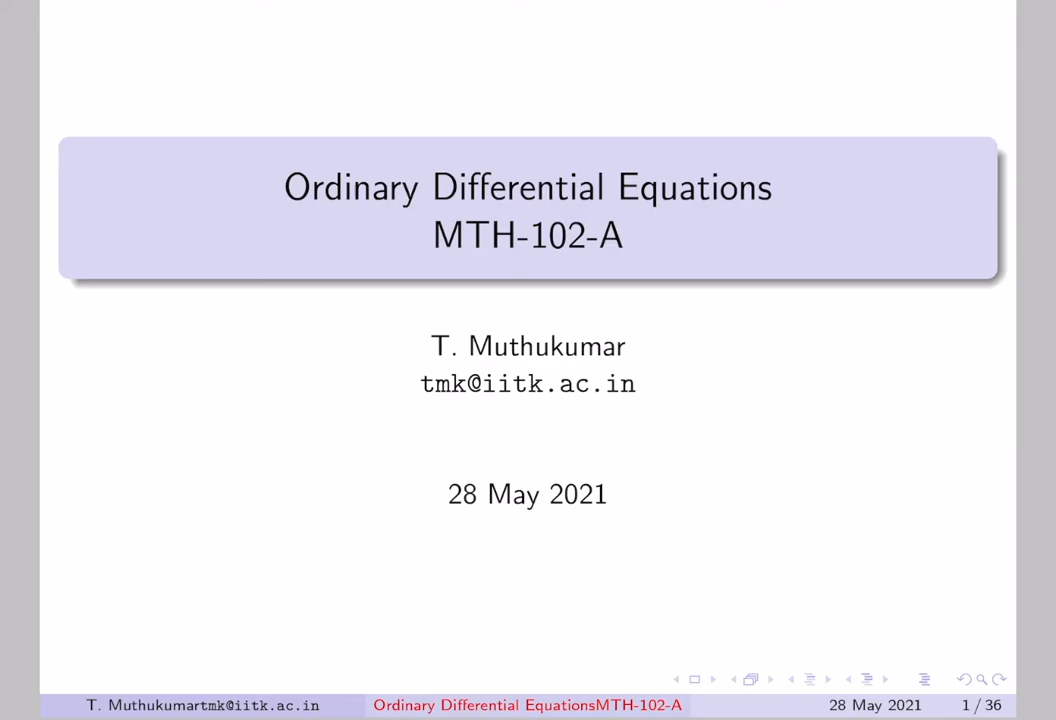 Ordinary Differential Equations
MTH-102-A
T. Muthukumar
tmk@iitk.ac.in
28 May 2021
T. Muthukumartmk@iitk.ac.in Ordinary Differential EquationsMTH-102-A 28 May 2021 1 / 36